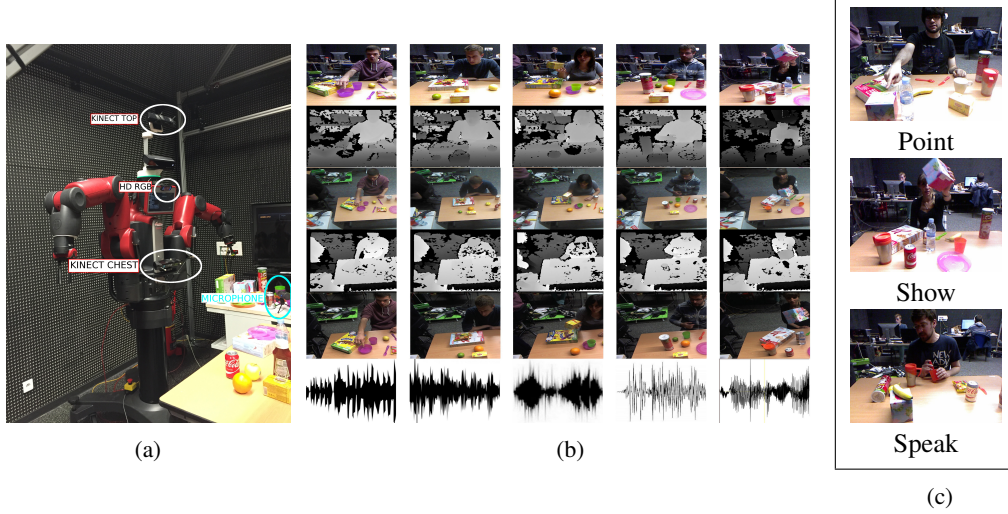 KINECT TOP
HD RGB
KINECT CHEST
MICROPHONE
(a)
(b)
Point
Show
Speak
(c)